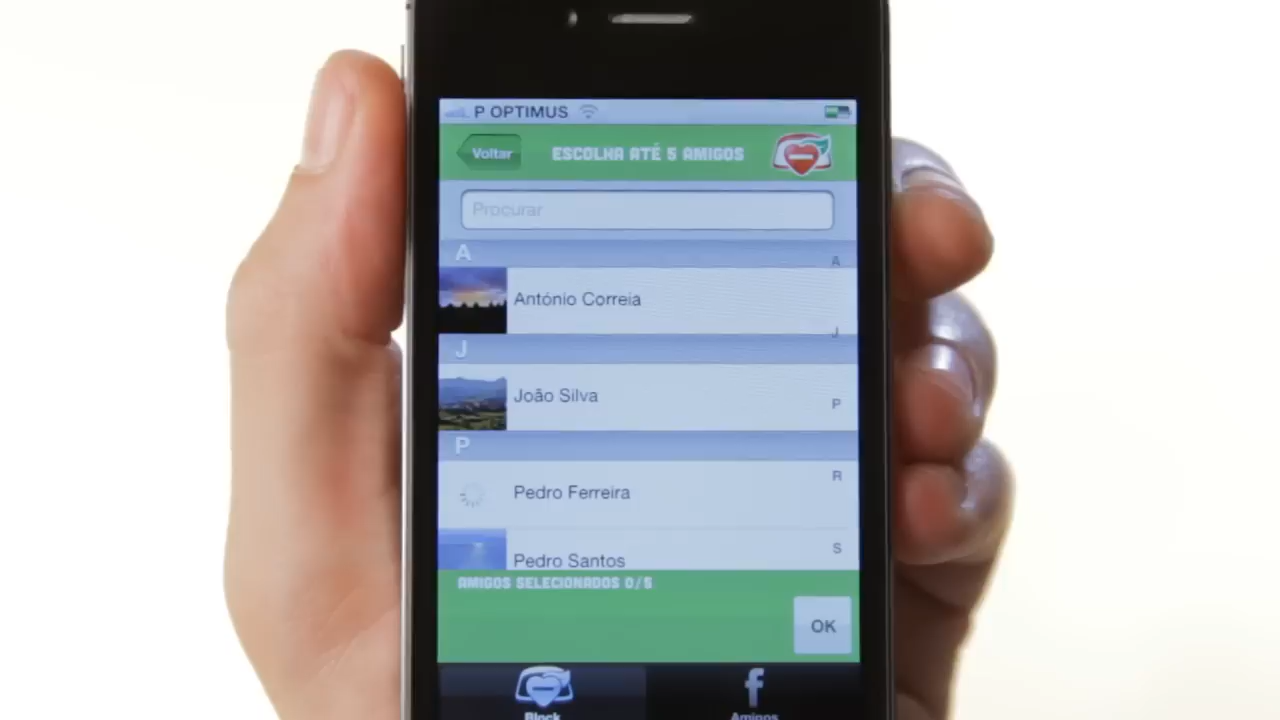 P OPTIMUS
Voltar
ESCOLHA ATÉ 5 AMIGOS
Procurar
A
A
António Correia
J
J
João Silva
P
P
Pedro Ferreira
R
Pedro Santos
S
AMIGOS SELECIONADOS 0/5
OK
Block
Amigos